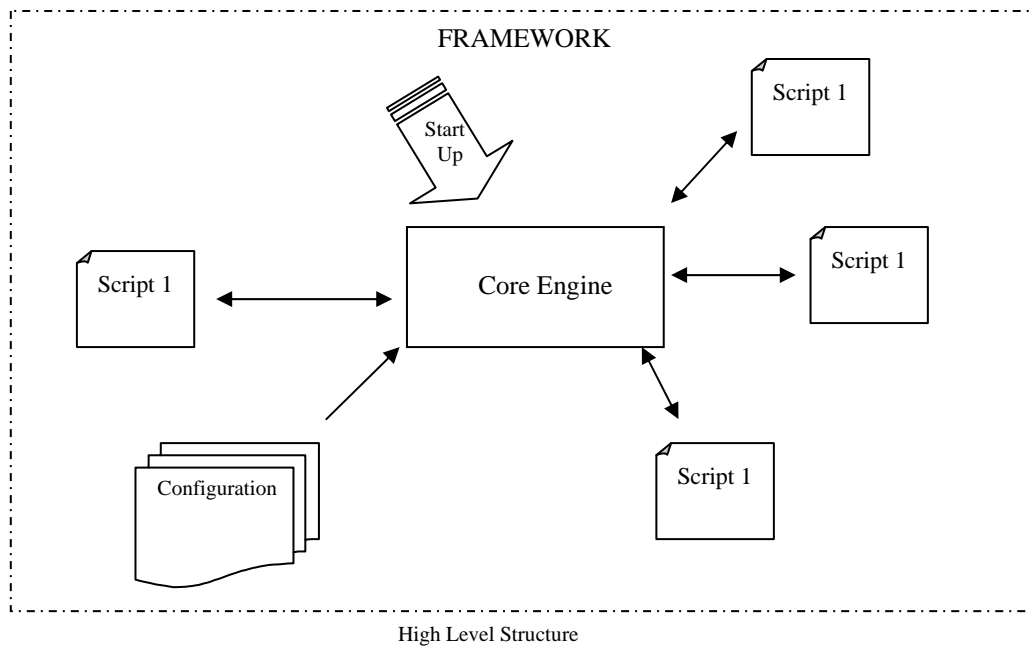 FRAMEWORK
Script 1
Start
Up
Script 1
Core Engine
Script 1
Configuration
Script 1
High Level Structure